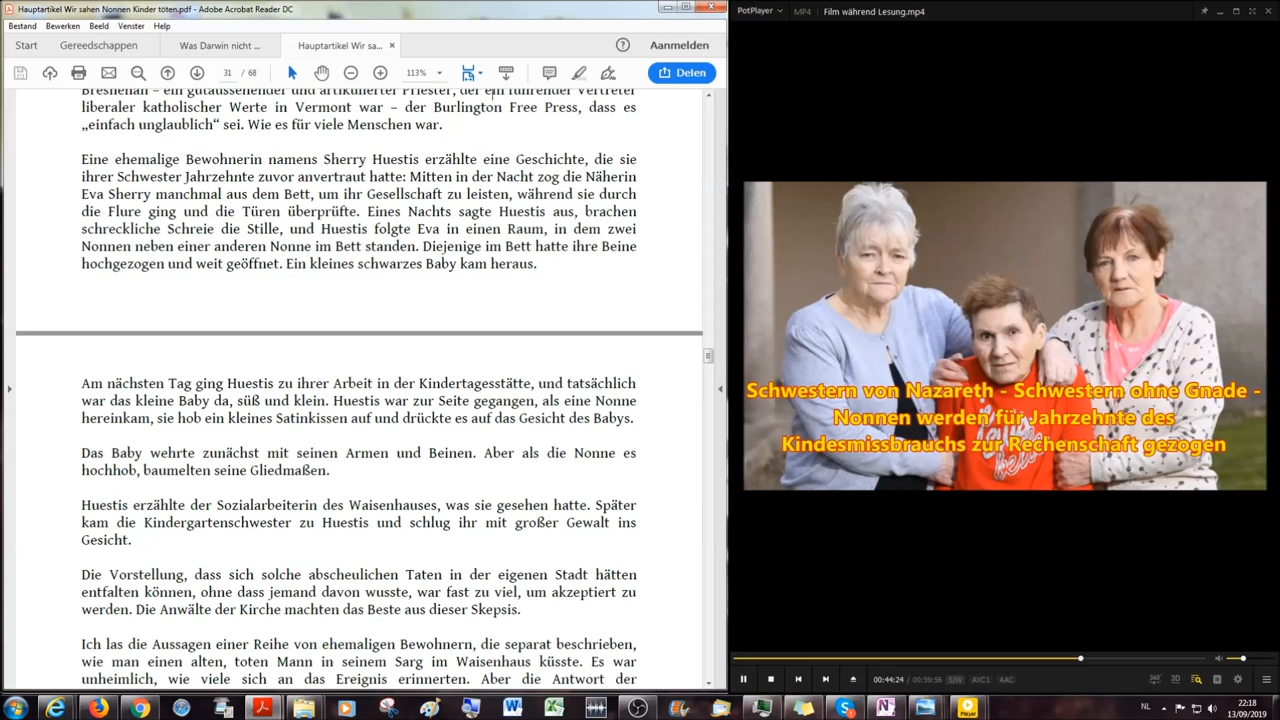 Hauptartikel Wir sahen Nonnen Kinder töten.pdf - Adobe Acrobat Reader DC
Bestand Bewerken Beeld Venster Help
Start Gereedschappen Was Darwin nicht ... Hauptartikel Wir sa... × Aanmelden
31 / 68 113% Delen
Bresnehan – ein gutaussehender und artikulierter Priester, der ein führender Vertreter
liberaler katholischer Werte in Vermont war – der Burlington Free Press, dass es
„einfach unglaublich“ sei. Wie es für viele Menschen war.
Eine ehemalige Bewohnerin namens Sherry Huestis erzählte eine Geschichte, die sie
ihrer Schwester Jahrzehnte zuvor anvertraut hatte: Mitten in der Nacht zog die Näherin
Eva Sherry manchmal aus dem Bett, um ihr Gesellschaft zu leisten, während sie durch
die Flure ging und die Türen überprüfte. Eines Nachts sagte Huestis aus, brachen
schreckliche Schreie die Stille, und Huestis folgte Eva in einen Raum, in dem zwei
Nonnen neben einer anderen Nonne im Bett standen. Diejenige im Bett hatte ihre Beine
hochgezogen und weit geöffnet. Ein kleines schwarzes Baby kam heraus.
Am nächsten Tag ging Huestis zu ihrer Arbeit in der Kindertagesstätte, und tatsächlich
war das kleine Baby da, süß und klein. Huestis war zur Seite gegangen, als eine Nonne
hereinkam, sie hob ein kleines Satinkissen auf und drückte es auf das Gesicht des Babys.
Das Baby wehrte zunächst mit seinen Armen und Beinen. Aber als die Nonne es
hochhob, baumelten seine Gliedmaßen.
Huestis erzählte der Sozialarbeiterin des Waisenhauses, was sie gesehen hatte. Später
kam die Kindergartenschwester zu Huestis und schlug ihr mit großer Gewalt ins
Gesicht.
Die Vorstellung, dass sich solche abscheulichen Taten in der eigenen Stadt hätten
entfalten können, ohne dass jemand davon wusste, war fast zu viel, um akzeptiert zu
werden. Die Anwälte der Kirche machten das Beste aus dieser Skepsis.
Ich las die Aussagen einer Reihe von ehemaligen Bewohnern, die separat beschrieben,
wie man einen alten, toten Mann in seinem Sarg im Waisenhaus küsste. Es war
unheimlich, wie viele sich an das Ereignis erinnerten. Aber die Antwort der
PotPlayer MP4 Film während Lesung.mp4
Schwestern von Nazareth - Schwestern ohne Gnade -
Nonnen werden für Jahrzehnte des
Kindesmissbrauchs zur Rechenschaft gezogen
00:44:24 / 00:59:56 S/W AVC1 AAC 360° 3D
NL 22:18
13/09/2019